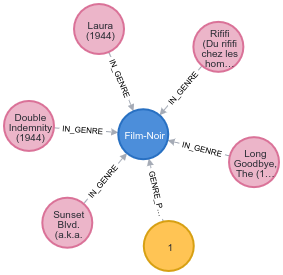 Laura
(1944)
IN_GENRE
Rififi
(Du rififi
chez les
hom…
IN_GENRE
Double
Indemnity
(1944)
IN_GENRE
Film-Noir
IN_GENRE
Long
Goodbye,
The (1…
IN_GENRE
Sunset
Blvd.
(a.k.a.
GENRE_P…
1